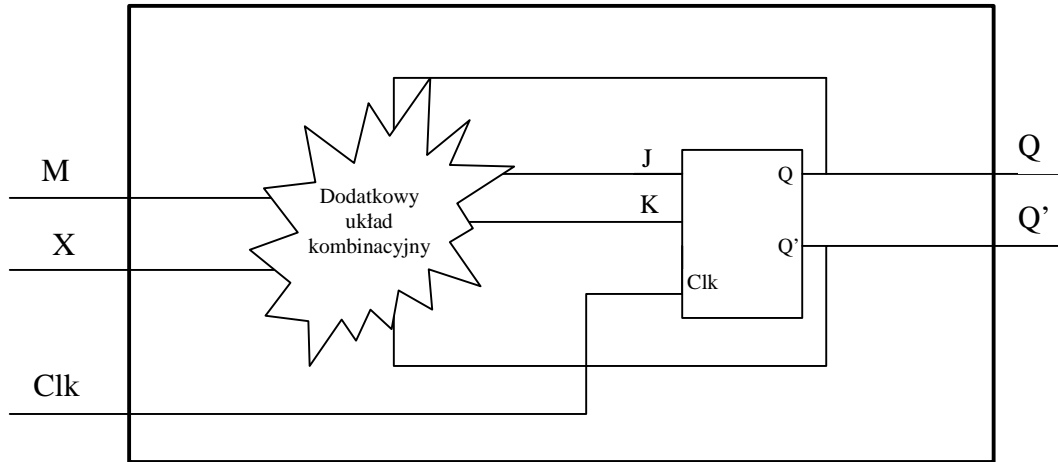 M
X
Clk
Dodatkowy
układ
kombinacyjny
J
K
Clk
Q
Q’
Q
Q’